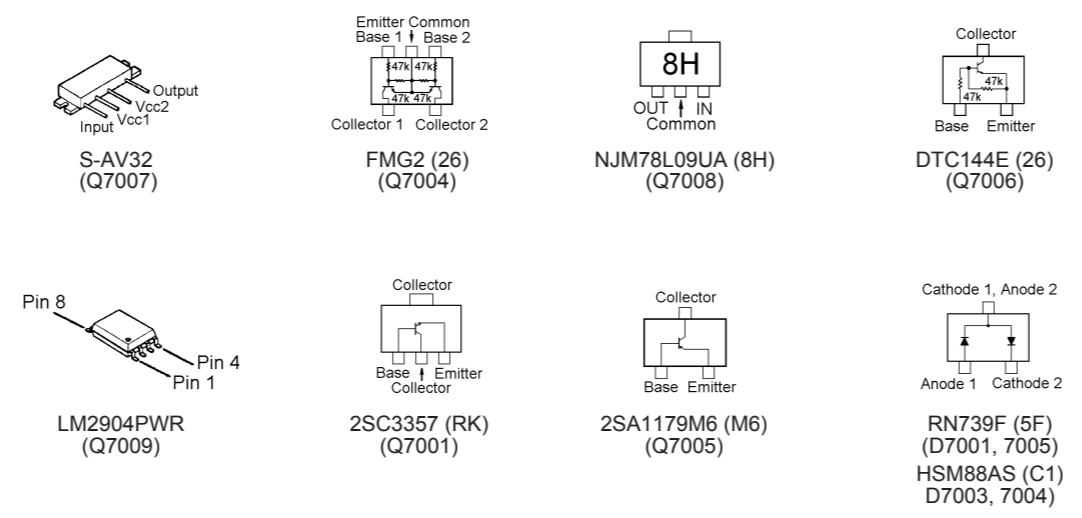 Output
Vcc2
Vcc1
Input
S-AV32
(Q7007)
Emitter Common
Base 1 Base 2
47k 47k
47k 47k
Collector 1 Collector 2
FMG2 (26)
(Q7004)
8H
OUT IN
Common
NJM78L09UA (8H)
(Q7008)
Collector
47k
47k
Base Emitter
DTC144E (26)
(Q7006)
Pin 8
Pin 4
Pin 1
LM2904PWR
(Q7009)
Collector
Base Emitter
Collector
2SC3357 (RK)
(Q7001)
Collector
Base Emitter
2SA1179M6 (M6)
(Q7005)
Cathode 1, Anode 2
Anode 1 Cathode 2
RN739F (5F)
(D7001, 7005)
HSM88AS (C1)
D7003, 7004)